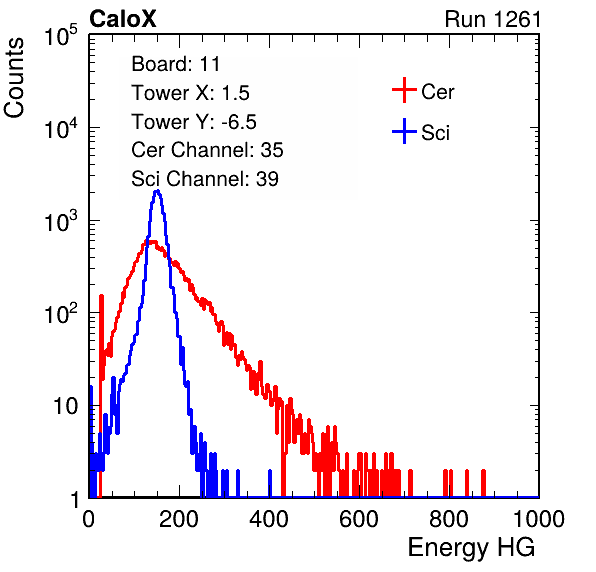 CaloX Run 1261
Counts
Board: 11
Tower X: 1.5
Tower Y: -6.5
Cer Channel: 35
Sci Channel: 39
Cer
Sci
10^5
10^4
10^3
10^2
10
1
0 200 400 600 800 1000
Energy HG